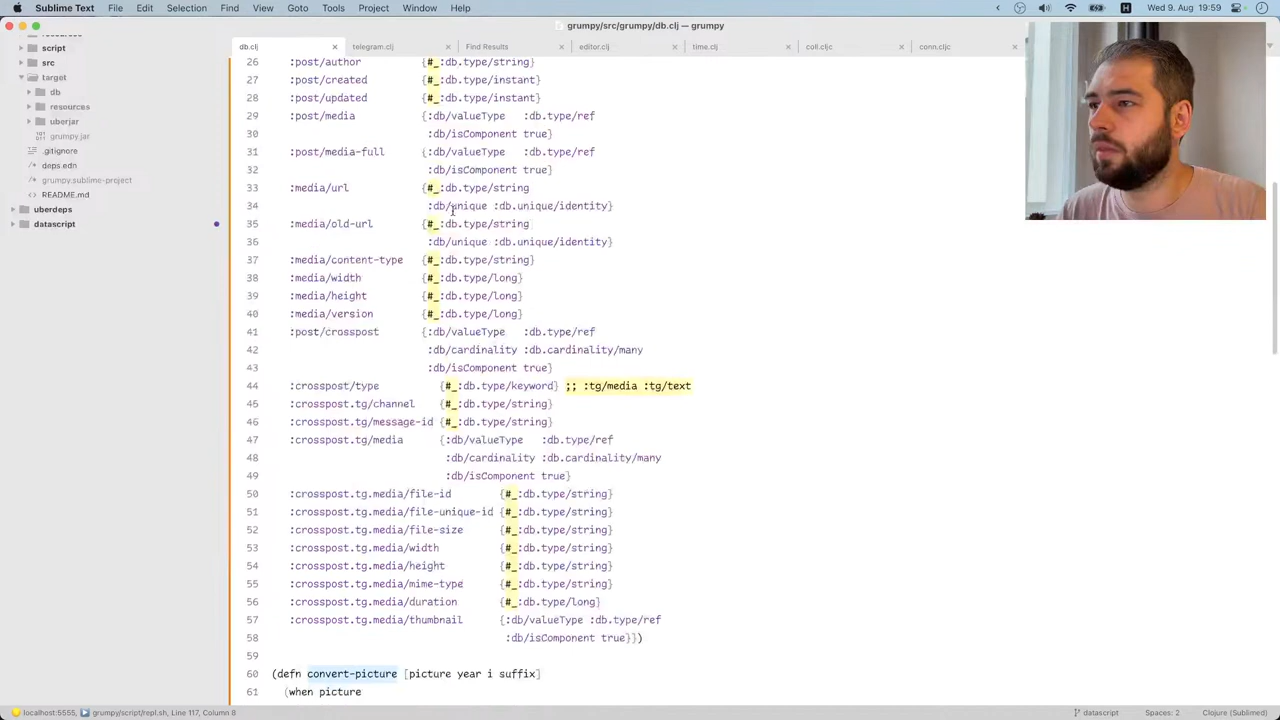 Sublime Text File Edit Selection Find View Goto Tools Project Window Help Wed 9. Aug 19:59
grumpy/src/grumpy/db.clj — grumpy
db.clj telegram.clj Find Results editor.clj time.clj coll.cljc conn.cljc
script
src
target
db
resources
uberjar
grumpy.jar
.gitignore
deps.edn
grumpy.sublime-project
README.md
uberdeps
datascript
26 :post/author {#_:db.type/string}
27 :post/created {#_:db.type/instant}
28 :post/updated {#_:db.type/instant}
29 :post/media {:db/valueType :db.type/ref
30 :db/isComponent true}
31 :post/media-full {:db/valueType :db.type/ref
32 :db/isComponent true}
33 :media/url {#_:db.type/string
34 :db/unique :db.unique/identity}
35 :media/old-url {#_:db.type/string
36 :db/unique :db.unique/identity}
37 :media/content-type {#_:db.type/string}
38 :media/width {#_:db.type/long}
39 :media/height {#_:db.type/long}
40 :media/version {#_:db.type/long}
41 :post/crosspost {:db/valueType :db.type/ref
42 :db/cardinality :db.cardinality/many
43 :db/isComponent true}
44 :crosspost/type {#_:db.type/keyword} ;; :tg/media :tg/text
45 :crosspost.tg/channel {#_:db.type/string}
46 :crosspost.tg/message-id {#_:db.type/string}
47 :crosspost.tg/media {:db/valueType :db.type/ref
48 :db/cardinality :db.cardinality/many
49 :db/isComponent true}
50 :crosspost.tg.media/file-id {#_:db.type/string}
51 :crosspost.tg.media/file-unique-id {#_:db.type/string}
52 :crosspost.tg.media/file-size {#_:db.type/string}
53 :crosspost.tg.media/width {#_:db.type/string}
54 :crosspost.tg.media/height {#_:db.type/string}
55 :crosspost.tg.media/mime-type {#_:db.type/string}
56 :crosspost.tg.media/duration {#_:db.type/long}
57 :crosspost.tg.media/thumbnail {:db/valueType :db.type/ref
58 :db/isComponent true}})
59
60 (defn convert-picture [picture year i suffix]
61 (when picture
localhost:5555, grumpy/script/repl.sh, Line 117, Column 8 datascript Spaces: 2 Clojure (Sublimed)